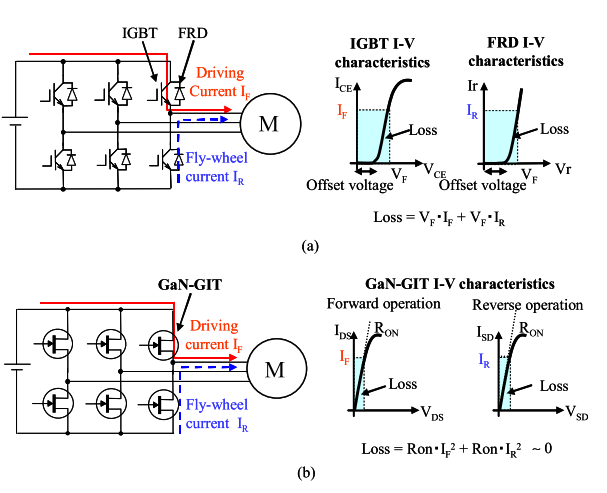 IGBT FRD
Driving
Current IF
M
Fly-wheel
current IR
IGBT I-V
characteristics
ICE
IF
Loss
VF VCE
Offset voltage
FRD I-V
characteristics
Ir
IR
Loss
VF Vr
Offset voltage
Loss = VF・IF + VF・IR
(a)
GaN-GIT
Driving
current IF
M
Fly-wheel
current IR
GaN-GIT I-V characteristics
Forward operation
IDS
RON
IF
Loss
VDS
Reverse operation
ISD
RON
IR
Loss
VSD
Loss = Ron・IF² + Ron・IR² ~ 0
(b)